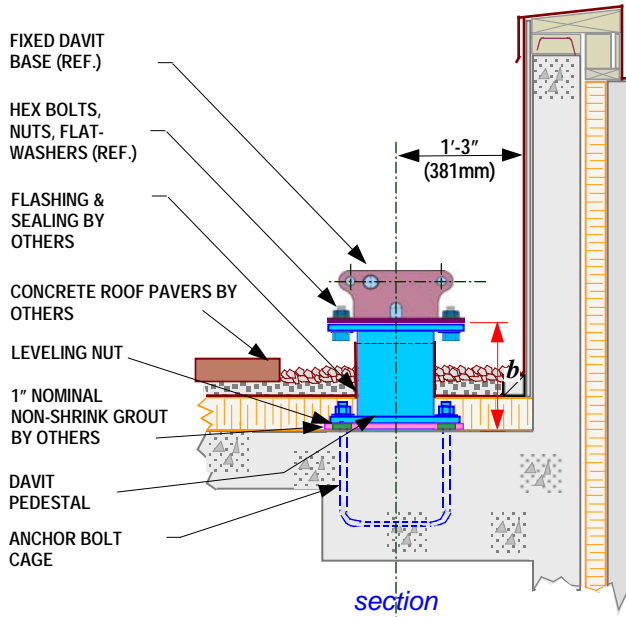 FIXED DAVIT
BASE (REF.)
HEX BOLTS,
NUTS, FLAT-
WASHERS (REF.)
1'-3"
(381mm)
FLASHING &
SEALING BY
OTHERS
CONCRETE ROOF PAVERS BY
OTHERS
LEVELING NUT
b
1" NOMINAL
NON-SHRINK GROUT
BY OTHERS
DAVIT
PEDESTAL
ANCHOR BOLT
CAGE
section